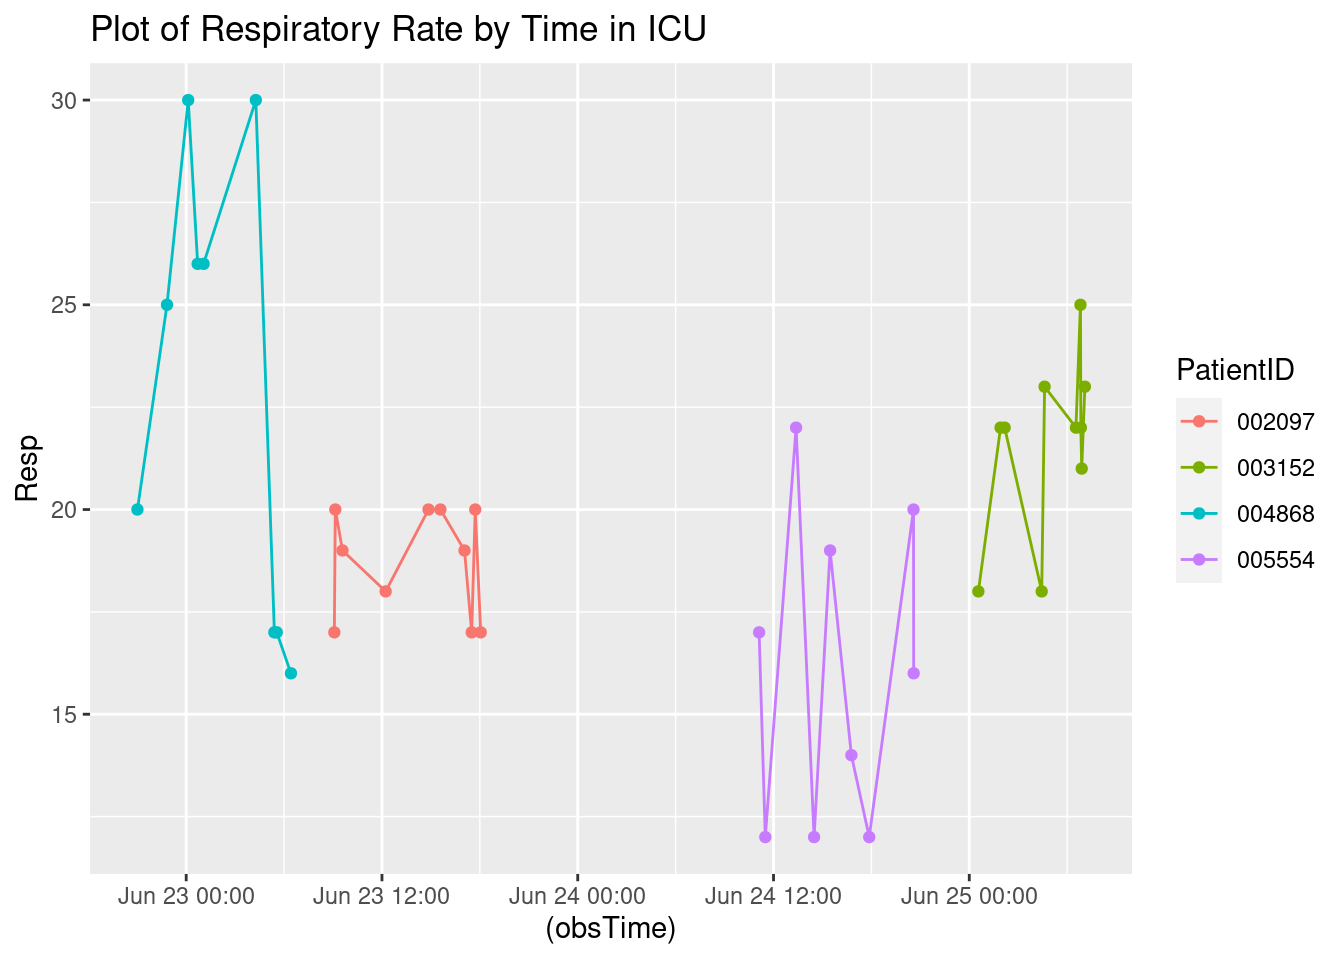 Plot of Respiratory Rate by Time in ICU
30
25
20
15
Resp
Jun 23 00:00
Jun 23 12:00
Jun 24 00:00
Jun 24 12:00
Jun 25 00:00
(obsTime)
PatientID
002097
003152
004868
005554